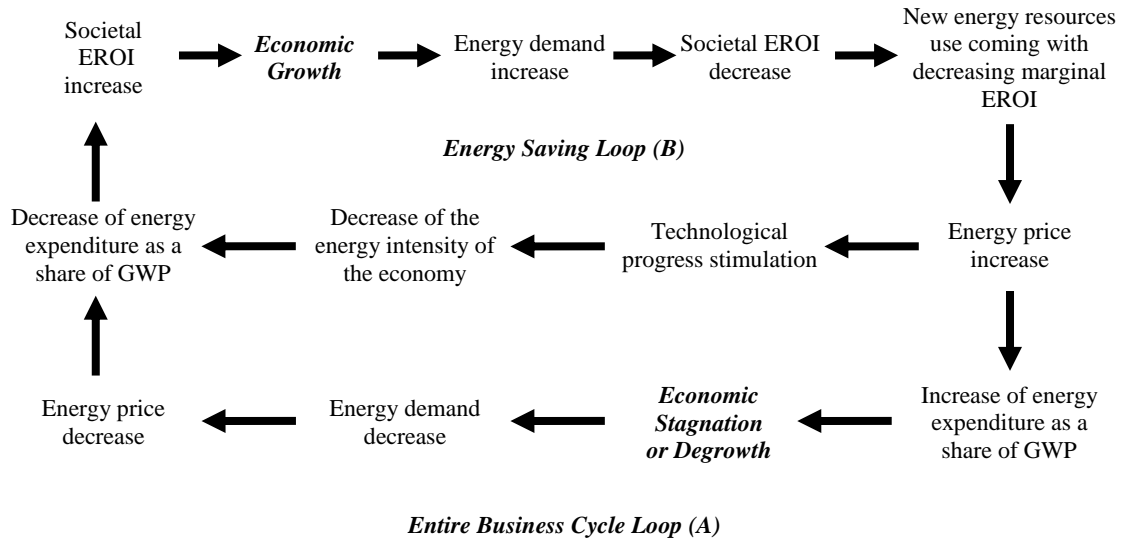 Societal
EROI
increase
Economic
Growth
Energy demand
increase
Societal EROI
decrease
New energy resources
use coming with
decreasing marginal
EROI
Energy Saving Loop (B)
Decrease of energy
expenditure as a
share of GWP
Decrease of the
energy intensity of
the economy
Technological
progress stimulation
Energy price
increase
Energy price
decrease
Energy demand
decrease
Economic
Stagnation
or Degrowth
Increase of energy
expenditure as a
share of GWP
Entire Business Cycle Loop (A)